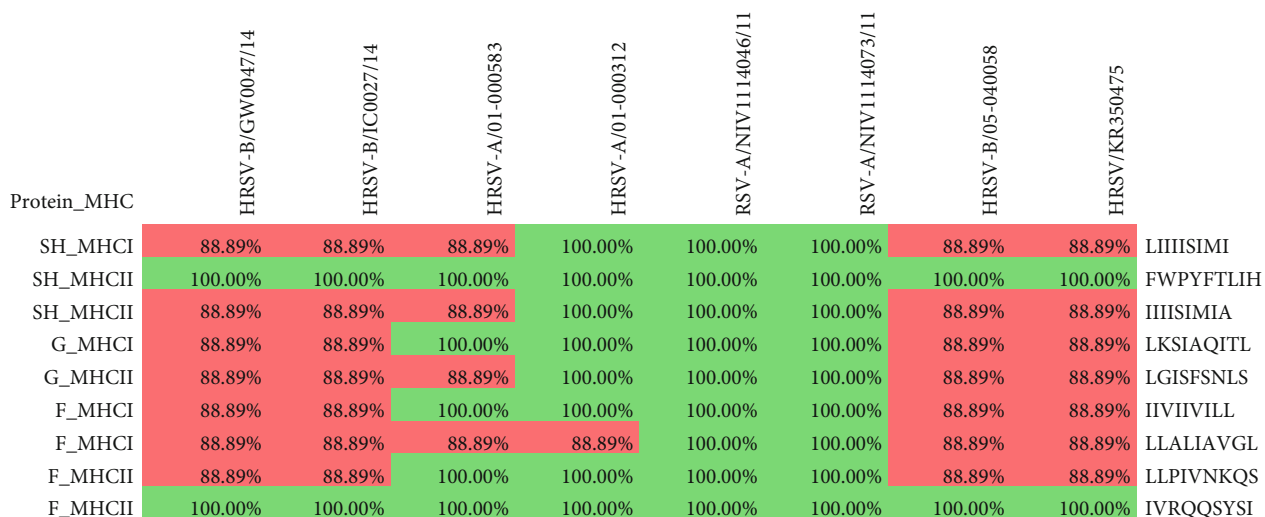 Protein_MHC HRSV-B/GW0047/14 HRSV-B/IC0027/14 HRSV-A/01-000583 HRSV-A/01-000312 RSV-A/NIV1114046/11 RSV-A/NIV1114073/11 HRSV-B/05-040058 HRSV/KR350475
SH_MHCI 88.89% 88.89% 88.89% 100.00% 100.00% 100.00% 88.89% 88.89% LIIIISIMI
SH_MHCII 100.00% 100.00% 100.00% 100.00% 100.00% 100.00% 100.00% 100.00% FWPYFTLIH
SH_MHCII 88.89% 88.89% 88.89% 100.00% 100.00% 100.00% 88.89% 88.89% IIIISIMIA
G_MHCI 88.89% 88.89% 100.00% 100.00% 100.00% 100.00% 88.89% 88.89% LKSIAQITL
G_MHCII 88.89% 88.89% 88.89% 100.00% 100.00% 100.00% 88.89% 88.89% LGISFSNLS
F_MHCI 88.89% 88.89% 100.00% 100.00% 100.00% 100.00% 88.89% 88.89% IIVIIVILL
F_MHCI 88.89% 88.89% 88.89% 88.89% 100.00% 100.00% 88.89% 88.89% LLALIAVGL
F_MHCII 88.89% 88.89% 100.00% 100.00% 100.00% 100.00% 88.89% 88.89% LLPIVNKQS
F_MHCII 100.00% 100.00% 100.00% 100.00% 100.00% 100.00% 100.00% 100.00% IVRQQSYSI